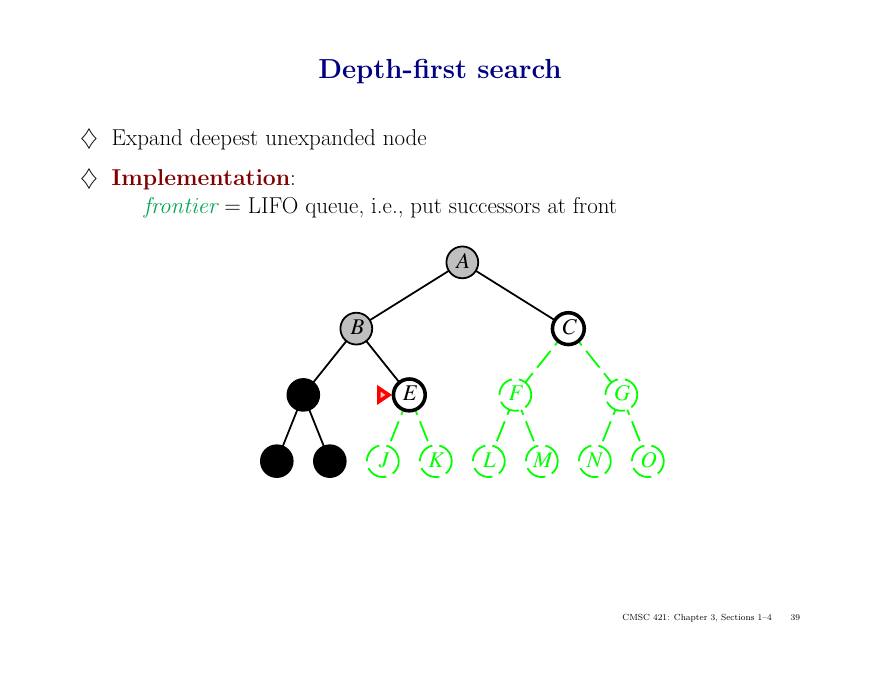 Depth-first search
♢ Expand deepest unexpanded node
♢ Implementation:
frontier = LIFO queue, i.e., put successors at front
A
B C
E F G
J K L M N O
CMSC 421: Chapter 3, Sections 1–4 39